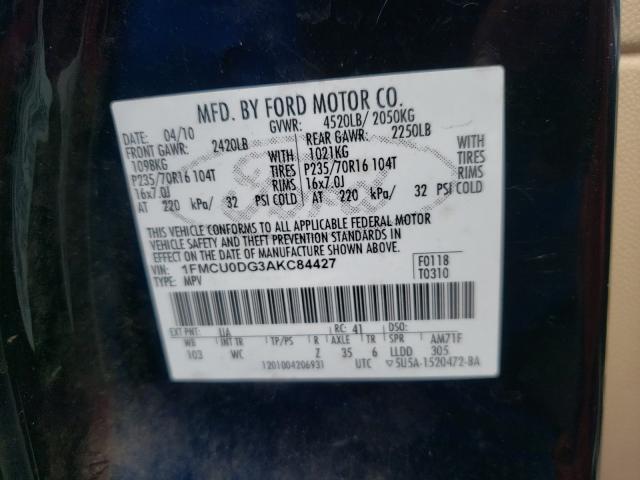 MFD. BY FORD MOTOR CO.
DATE: 04/10 GVWR: 4520LB/ 2050KG
FRONT GAWR: 2420LB REAR GAWR: 2250LB
1098KG WITH 1021KG WITH
P235/70R16 104T TIRES P235/70R16 104T TIRES
16x7.0J RIMS 16x7.0J RIMS
AT 220 kPa/ 32 PSI COLD AT 220 kPa/ 32 PSI COLD
Ford
THIS VEHICLE CONFORMS TO ALL APPLICABLE FEDERAL MOTOR
VEHICLE SAFETY AND THEFT PREVENTION STANDARDS IN
EFFECT ON THE DATE OF MANUFACTURE SHOWN ABOVE.
VIN: 1FMCU0DG3AKC84427 F0118
TYPE: MPV T0310
EXT PNT: UA RC: 41 DSO:
WB INT TR TP/PS R AXLE TR SPR AM71F
103 WC Z 35 6 LLDD 305
1201004206931 UTC 5U5A-1520472-BA